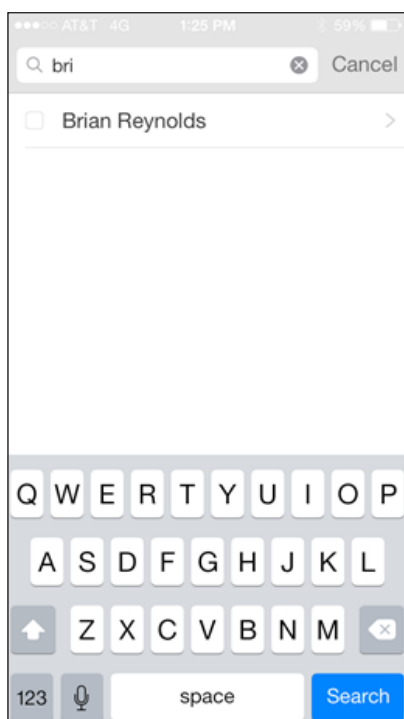 AT&T 4G 1:25 PM 59%
bri Cancel
Brian Reynolds
Q W E R T Y U I O P
A S D F G H J K L
Z X C V B N M
123 space Search